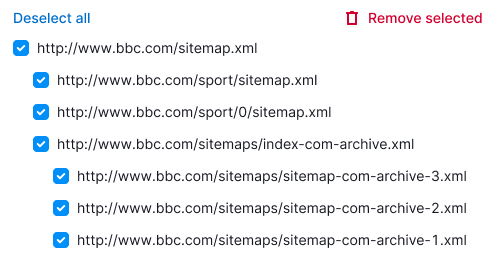 Deselect all Remove selected
http://www.bbc.com/sitemap.xml
http://www.bbc.com/sport/sitemap.xml
http://www.bbc.com/sport/0/sitemap.xml
http://www.bbc.com/sitemaps/index-com-archive.xml
http://www.bbc.com/sitemaps/sitemap-com-archive-3.xml
http://www.bbc.com/sitemaps/sitemap-com-archive-2.xml
http://www.bbc.com/sitemaps/sitemap-com-archive-1.xml